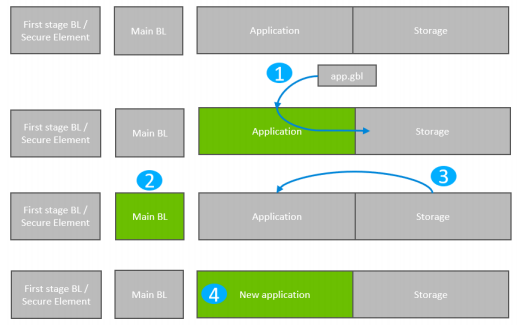 First stage BL /
Secure Element
Main BL
Application
Storage
1
app.gbl
First stage BL /
Secure Element
Main BL
Application
Storage
2
3
First stage BL /
Secure Element
Main BL
Application
Storage
First stage BL /
Secure Element
Main BL
4
New application
Storage